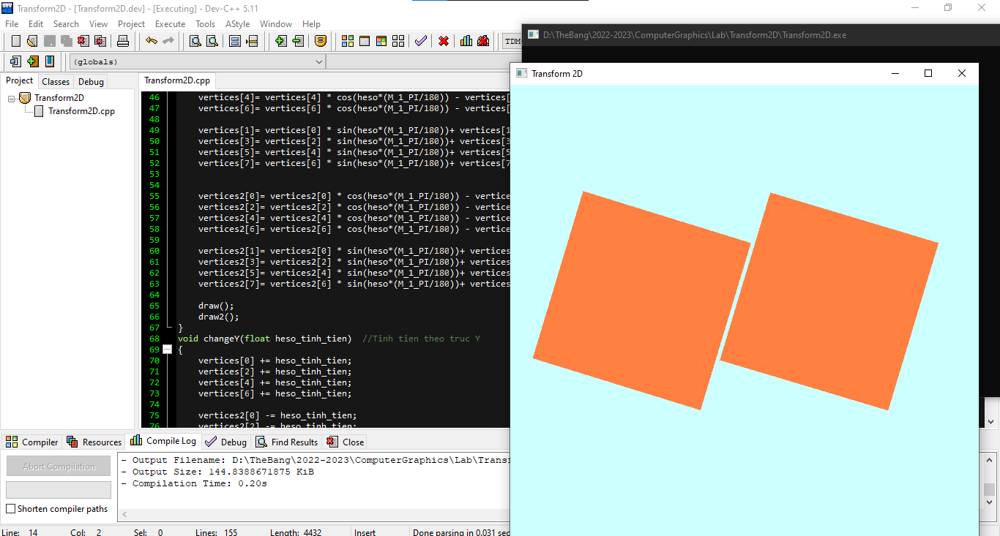 Transform2D - [Transform2D.dev] - [Executing] - Dev-C++ 5.11
File Edit Search View Project Execute Tools AStyle Window Help
TDM-
(globals)
Project Classes Debug
Transform2D
Transform2D.cpp
Transform2D.cpp
46 vertices[4]= vertices[4] * cos(heso*(M_1_PI/180)) - vertices[
47 vertices[6]= vertices[6] * cos(heso*(M_1_PI/180)) - vertices[
48
49 vertices[1]= vertices[0] * sin(heso*(M_1_PI/180))+ vertices[1
50 vertices[3]= vertices[2] * sin(heso*(M_1_PI/180))+ vertices[3
51 vertices[5]= vertices[4] * sin(heso*(M_1_PI/180))+ vertices[5
52 vertices[7]= vertices[6] * sin(heso*(M_1_PI/180))+ vertices[7
53
54
55 vertices2[0]= vertices2[0] * cos(heso*(M_1_PI/180)) - vertice
56 vertices2[2]= vertices2[2] * cos(heso*(M_1_PI/180)) - vertice
57 vertices2[4]= vertices2[4] * cos(heso*(M_1_PI/180)) - vertice
58 vertices2[6]= vertices2[6] * cos(heso*(M_1_PI/180)) - vertice
59
60 vertices2[1]= vertices2[0] * sin(heso*(M_1_PI/180))+ vertices
61 vertices2[3]= vertices2[2] * sin(heso*(M_1_PI/180))+ vertices
62 vertices2[5]= vertices2[4] * sin(heso*(M_1_PI/180))+ vertices
63 vertices2[7]= vertices2[6] * sin(heso*(M_1_PI/180))+ vertices
64
65 draw();
66 draw2();
67 }
68 void changeY(float heso_tinh_tien) //Tinh tien theo truc Y
69 {
70 vertices[0] += heso_tinh_tien;
71 vertices[2] += heso_tinh_tien;
72 vertices[4] += heso_tinh_tien;
73 vertices[6] += heso_tinh_tien;
74
75 vertices2[0] -= heso_tinh_tien;
76 vertices2[2] -= heso_tinh_tien;
D:\TheBang\2022-2023\ComputerGraphics\Lab\Transform2D\Transform2D.exe
Transform 2D
Compiler Resources Compile Log Debug Find Results Close
Abort Compilation
Shorten compiler paths
- Output Filename: D:\TheBang\2022-2023\ComputerGraphics\Lab\Transf
- Output Size: 144.8388671875 KiB
- Compilation Time: 0.20s
Line: 14 Col: 2 Sel: 0 Lines: 155 Length: 4432 Insert Done parsing in 0.031 sec